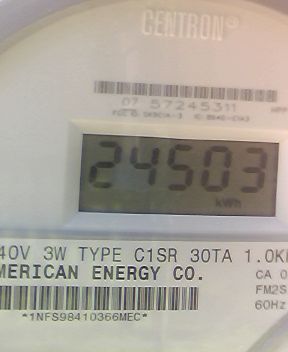 CENTRON®
07 57245311
24503
kWh
40V 3W TYPE C1SR 30TA 1.0K
MERICAN ENERGY CO.
CA 0
FM2S
60Hz
*1NFS98410366MEC*